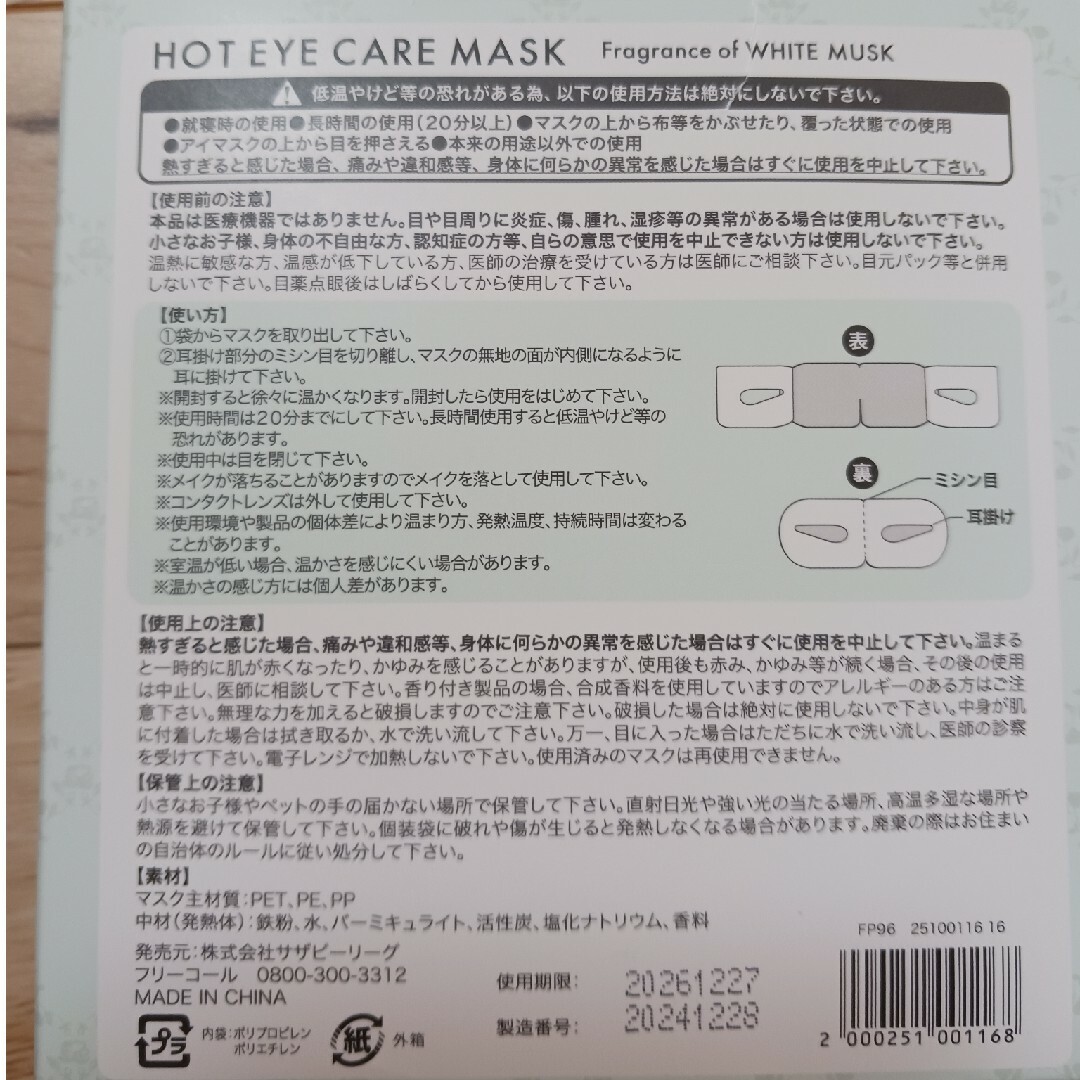 HOT EYE CARE MASK Fragrance of WHITE MUSK
低温やけど等の恐れがある為、以下の使用方法は絶対にしないで下さい。
●就寝時の使用●長時間の使用(20分以上)●マスクの上から布等をかぶせたり、覆った状態での使用
●アイマスクの上から目を押さえる●本来の用途以外での使用
熱すぎると感じた場合、痛みや違和感等、身体に何らかの異常を感じた場合はすぐに使用を中止して下さい。
【使用前の注意】
本品は医療機器ではありません。目や目周りに炎症、傷、腫れ、湿疹等の異常がある場合は使用しないで下さい。
小さなお子様、身体の不自由な方、認知症の方等、自らの意思で使用を中止できない方は使用しないで下さい。
温熱に敏感な方、温感が低下している方、医師の治療を受けている方は医師にご相談下さい。目元パック等と併用
しないで下さい。目薬点眼後はしばらくしてから使用して下さい。
【使い方】
①袋からマスクを取り出して下さい。
②耳掛け部分のミシン目を切り離し、マスクの無地の面が内側になるように
耳に掛けて下さい。
※開封すると徐々に温かくなります。開封したら使用をはじめて下さい。
※使用時間は20分までにして下さい。長時間使用すると低温やけど等の
恐れがあります。
※使用中は目を閉じて下さい。
※メイクが落ちることがありますのでメイクを落として使用して下さい。
※コンタクトレンズは外して使用して下さい。
※使用環境や製品の個体差により温まり方、発熱温度、持続時間は変わる
ことがあります。
※室温が低い場合、温かさを感じにくい場合があります。
※温かさの感じ方には個人差があります。
表
裏
ミシン目
耳掛け
【使用上の注意】
熱すぎると感じた場合、痛みや違和感等、身体に何らかの異常を感じた場合はすぐに使用を中止して下さい。温まる
と一時的に肌が赤くなったり、かゆみを感じることがありますが、使用後も赤み、かゆみ等が続く場合、その後の使用
は中止し、医師に相談して下さい。香り付き製品の場合、合成香料を使用していますのでアレルギーのある方はご注
意下さい。無理な力を加えると破損しますのでご注意下さい。破損した場合は絶対に使用しないで下さい。中身が肌
に付着した場合は拭き取るか、水で洗い流して下さい。万一、目に入った場合はただちに水で洗い流し、医師の診察
を受けて下さい。電子レンジで加熱しないで下さい。使用済みのマスクは再使用できません。
【保管上の注意】
小さなお子様やペットの手の届かない場所で保管して下さい。直射日光や強い光の当たる場所、高温多湿な場所や
熱源を避けて保管して下さい。個装袋に破れや傷が生じると発熱しなくなる場合があります。廃棄の際はお住まい
の自治体のルールに従い処分して下さい。
【素材】
マスク主材質:PET、PE、PP
中材(発熱体):鉄粉、水、バーミキュライト、活性炭、塩化ナトリウム、香料
発売元:株式会社サザビーリーグ
フリーコール 0800-300-3312
MADE IN CHINA
プラ 内袋:ポリプロピレン
ポリエチレン
紙 外箱
使用期限: 20261227
製造番号: 20241228
FP96 25100116 16
2 000251 001168